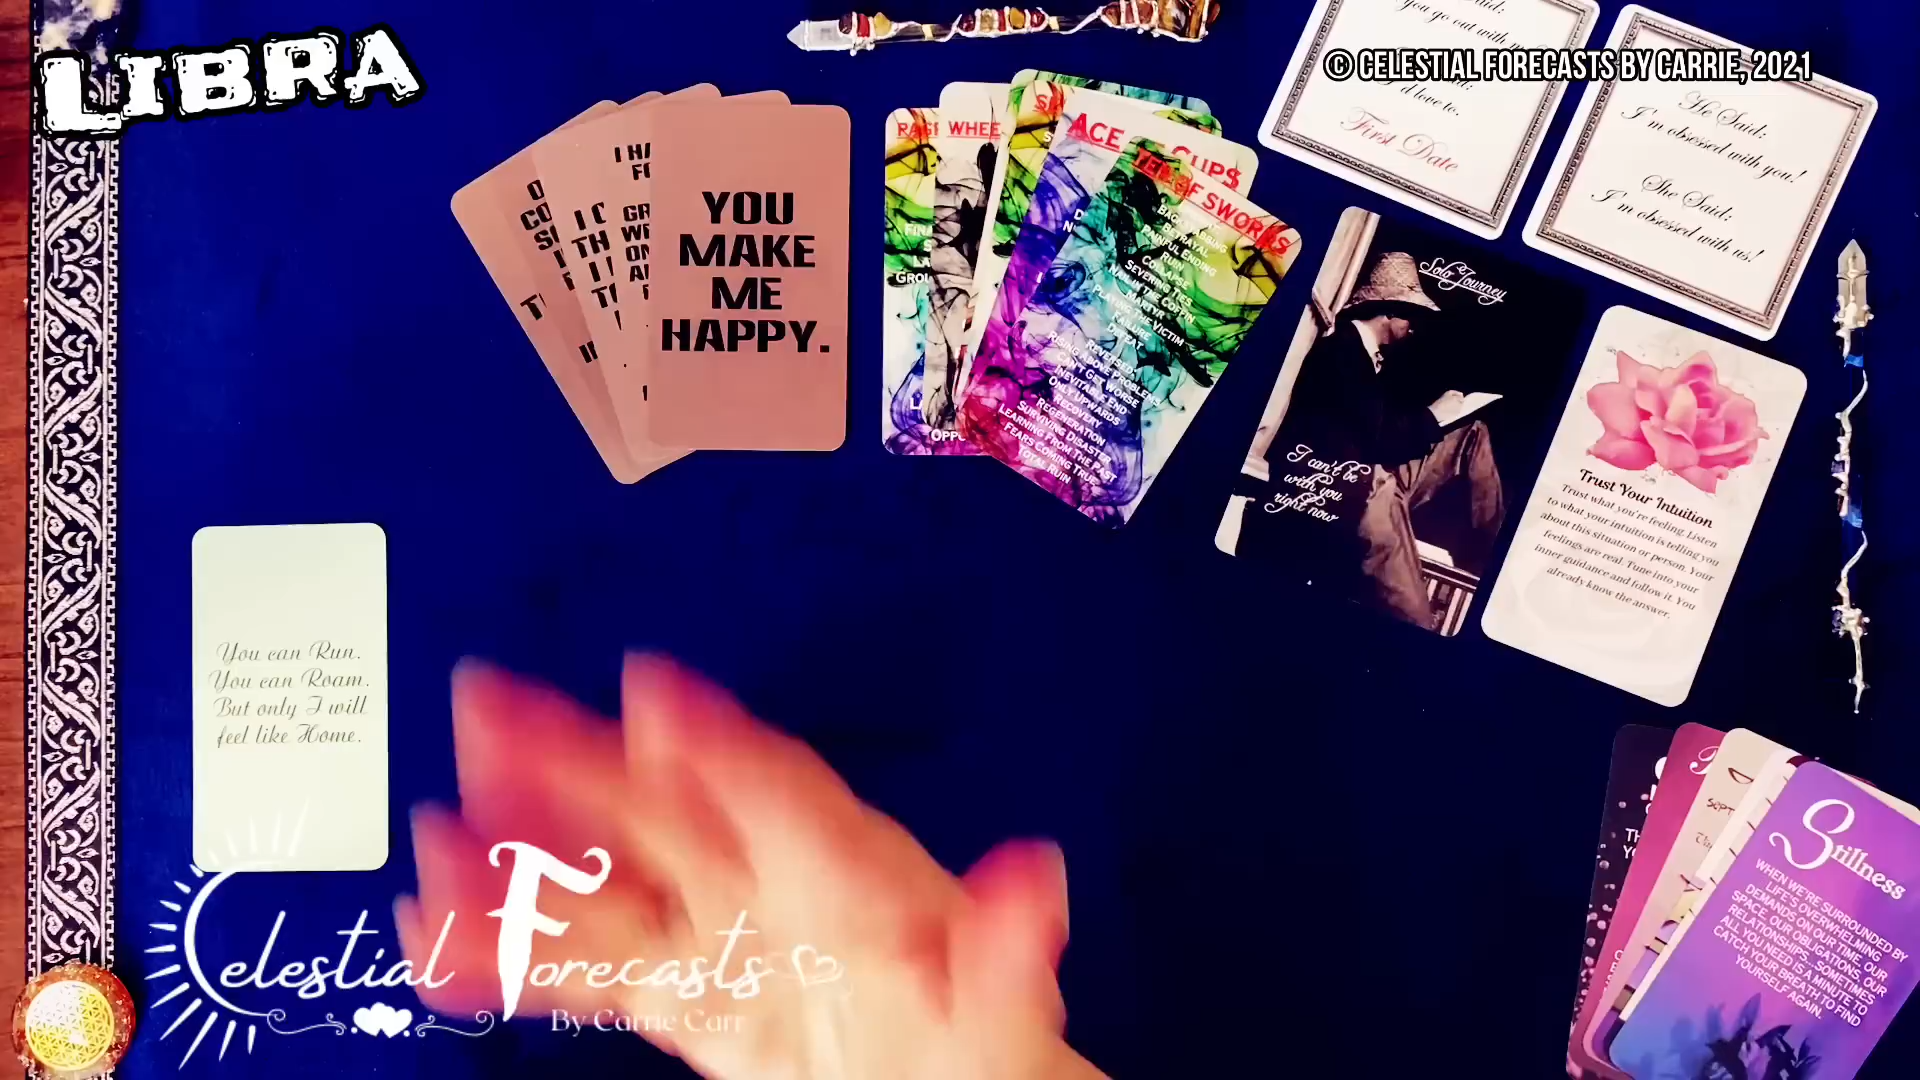 LIBRA
© CELESTIAL FORECASTS BY CARRIE, 2021
You go out with
I'd love to.
First Date
He Said:
I'm obsessed with you!
She Said:
I'm obsessed with us!
I HA
YOU
MAKE
ME
HAPPY.
WHEE
ACE
CUPS
TEN OF SWORDS
BACKSTABBING
BETRAYAL
PAINFUL ENDING
RUIN
COLLAPSE
SEVERING TIES
NAIL IN THE COFFIN
MARTYR
PLAYING THE VICTIM
FAILURE
DEFEAT
REVERSED:
RISING ABOVE PROBLEMS
CAN'T GET WORSE
INEVITABLE END
ONLY UPWARDS
RECOVERY
REGENERATION
SURVIVING DISASTER
LEARNING FROM THE PAST
FEARS COMING TRUE
TOTAL RUIN
Solo Journey
I can't be
with you
right now
Trust Your Intuition
Trust what you're feeling. Listen
to what your intuition is telling you
about this situation or person. Your
feelings are real. Tune into your
inner guidance and follow it. You
already know the answer.
You can Run.
You can Roam.
But only I will
feel like Home.
Stillness
WHEN WE'RE SURROUNDED BY
LIFE'S OVERWHELMING
DEMANDS ON OUR TIME, OUR
SPACE, OUR OBLIGATIONS, OUR
RELATIONSHIPS...SOMETIMES
ALL YOU NEED IS A MINUTE TO
CATCH YOUR BREATH TO FIND
YOURSELF AGAIN.
Celestial Forecasts
By Carrie Carr